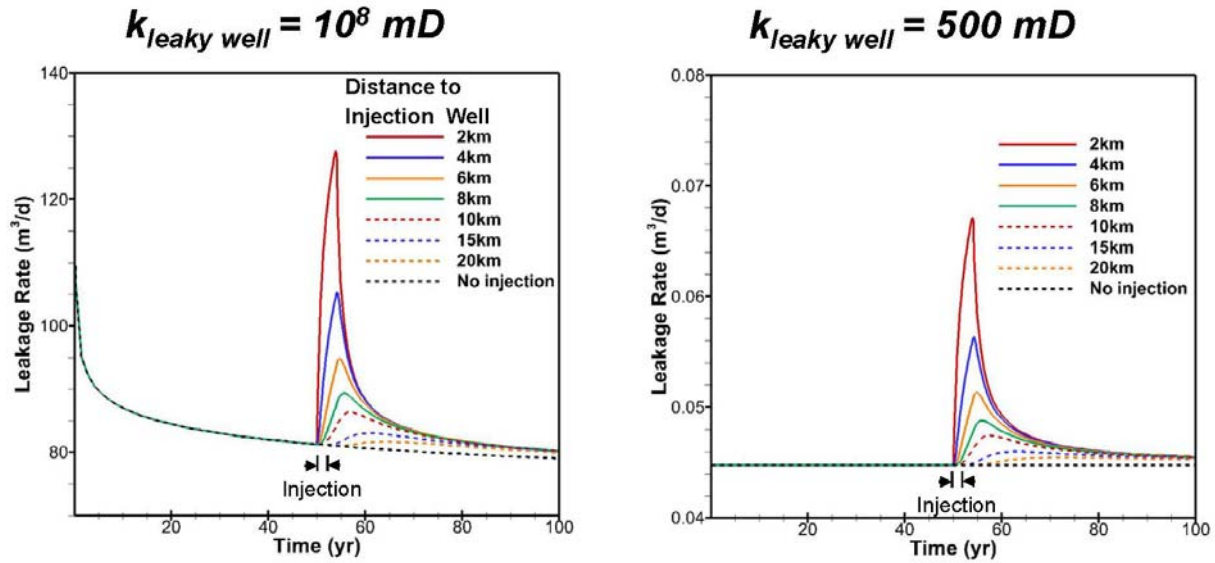 k leaky well = 10⁸ mD
140
120
100
80
Leakage Rate (m³/d)
Distance to
Injection Well
2km
4km
6km
8km
10km
15km
20km
No injection
Injection
20
40
60
80
100
Time (yr)
k leaky well = 500 mD
0.08
0.07
0.06
0.05
0.04
Leakage Rate (m³/d)
2km
4km
6km
8km
10km
15km
20km
No injection
Injection
20
40
60
80
100
Time (yr)